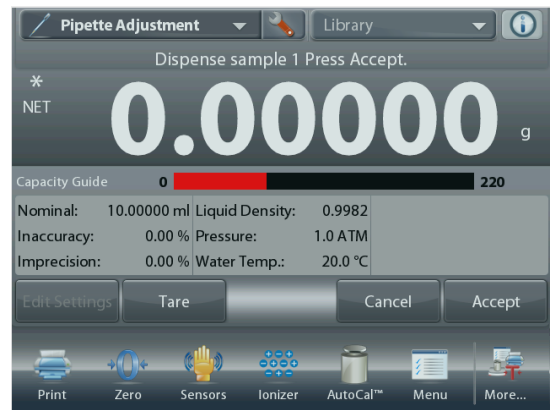 Pipette Adjustment Library
Dispense sample 1 Press Accept.
*
NET 0.00000 g
Capacity Guide 0 220
Nominal: 10.00000 ml Liquid Density: 0.9982
Inaccuracy: 0.00 % Pressure: 1.0 ATM
Imprecision: 0.00 % Water Temp.: 20.0 °C
Edit Settings Tare Cancel Accept
0 T
Print Zero Sensors Ionizer AutoCal™ Menu More...